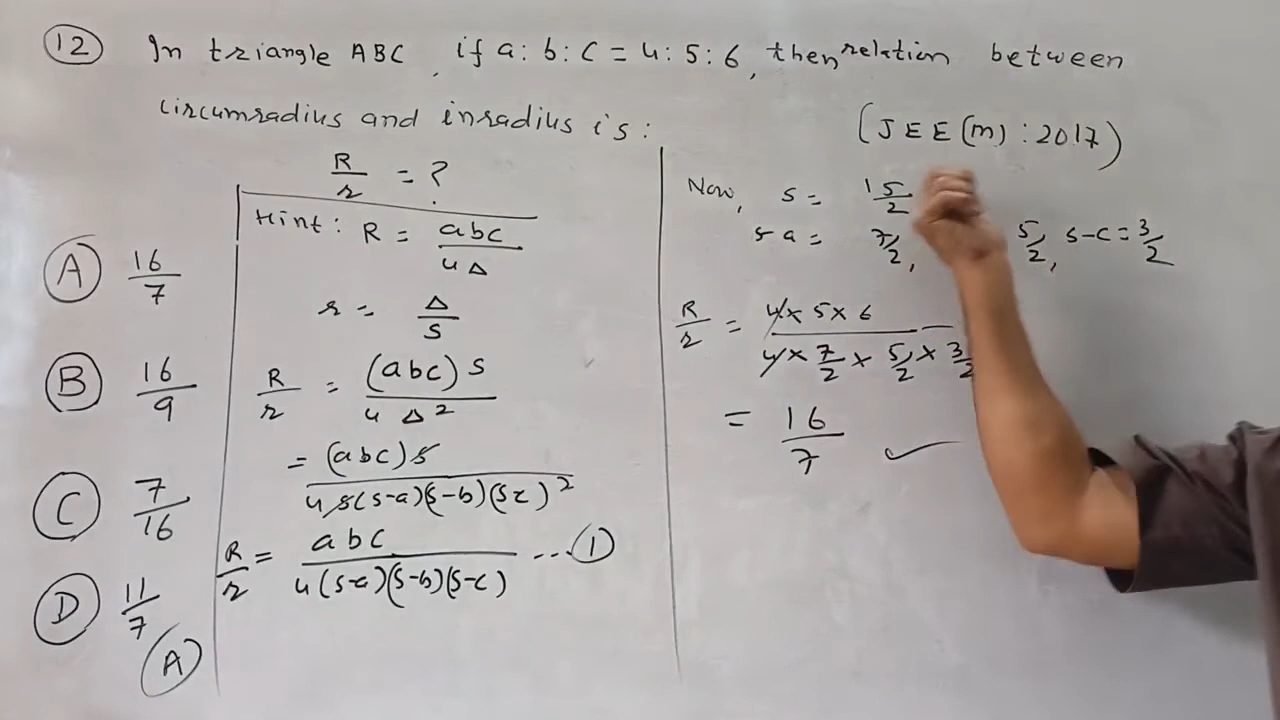 12 In triangle ABC, if a:b:c = 4:5:6, then relation between
circumradius and inradius is:
(JEE(m): 2017)
R/r = ?
A 16/7
B 16/9
C 7/16
D 11/7
A
Hint: R = abc/4Δ
r = Δ/s
R/r = (abc)s/4Δ²
= (abc)s/4s(s-a)(s-b)(sc)²
R/r = abc/4(s-a)(s-b)(s-c) ---1
Now, s = 15/2
s a = 7/2, 5/2, s-c = 3/2
R/r = 4×5×6/4×7/2×5/2×3/2
= 16/7 ✓